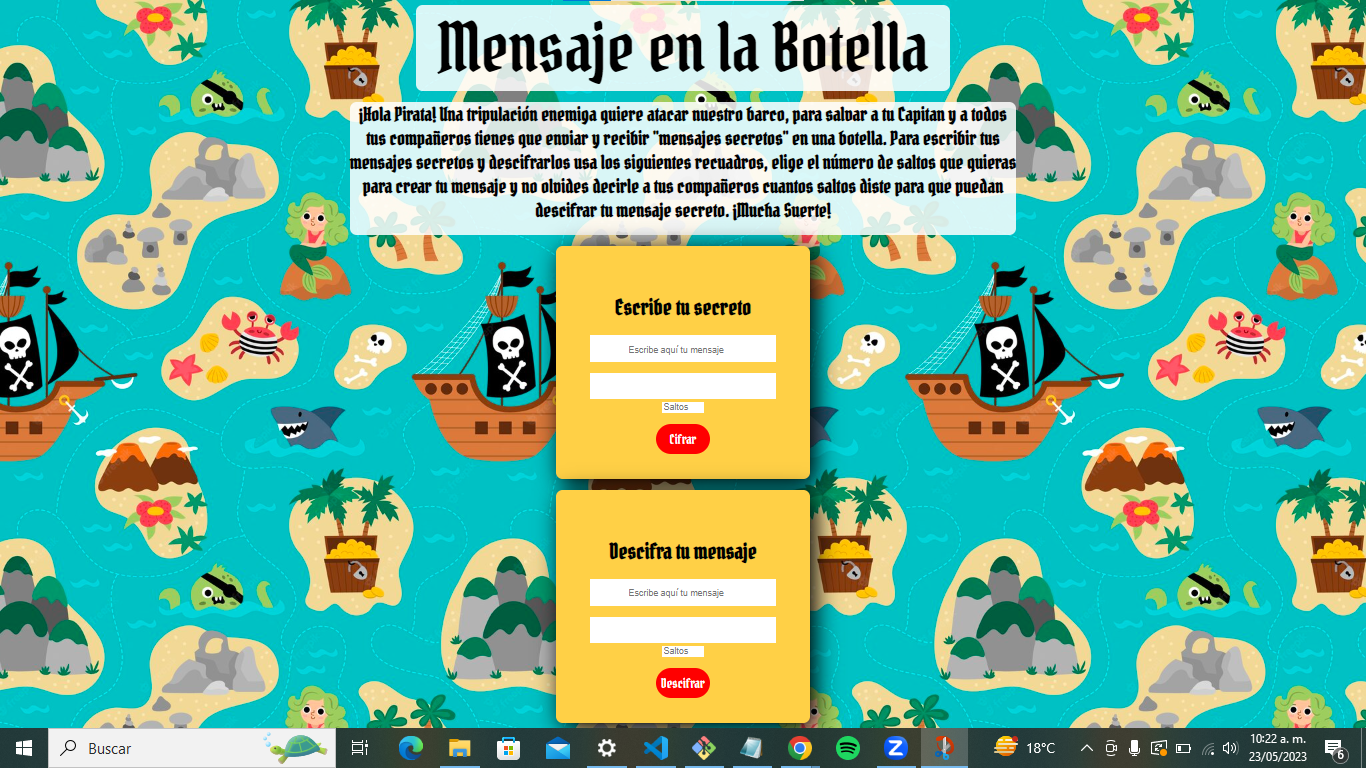 Mensaje en la Botella
¡Hola Pirata! Una tripulación enemiga quiere atacar nuestro barco, para salvar a tu Capitan y a todos
tus compañeros tienes que enviar y recibir "mensajes secretos" en una botella. Para escribir tus
mensajes secretos y descifrarlos usa los siguientes recuadros, elige el número de saltos que quieras
para crear tu mensaje y no olvides decirle a tus compañeros cuantos saltos diste para que puedan
descifrar tu mensaje secreto. ¡Mucha Suerte!
Escribe tu secreto
Escribe aquí tu mensaje
Saltos
Cifrar
Descifra tu mensaje
Escribe aquí tu mensaje
Saltos
Descifrar
Buscar
18°C
10:22 a. m.
23/05/2023
6